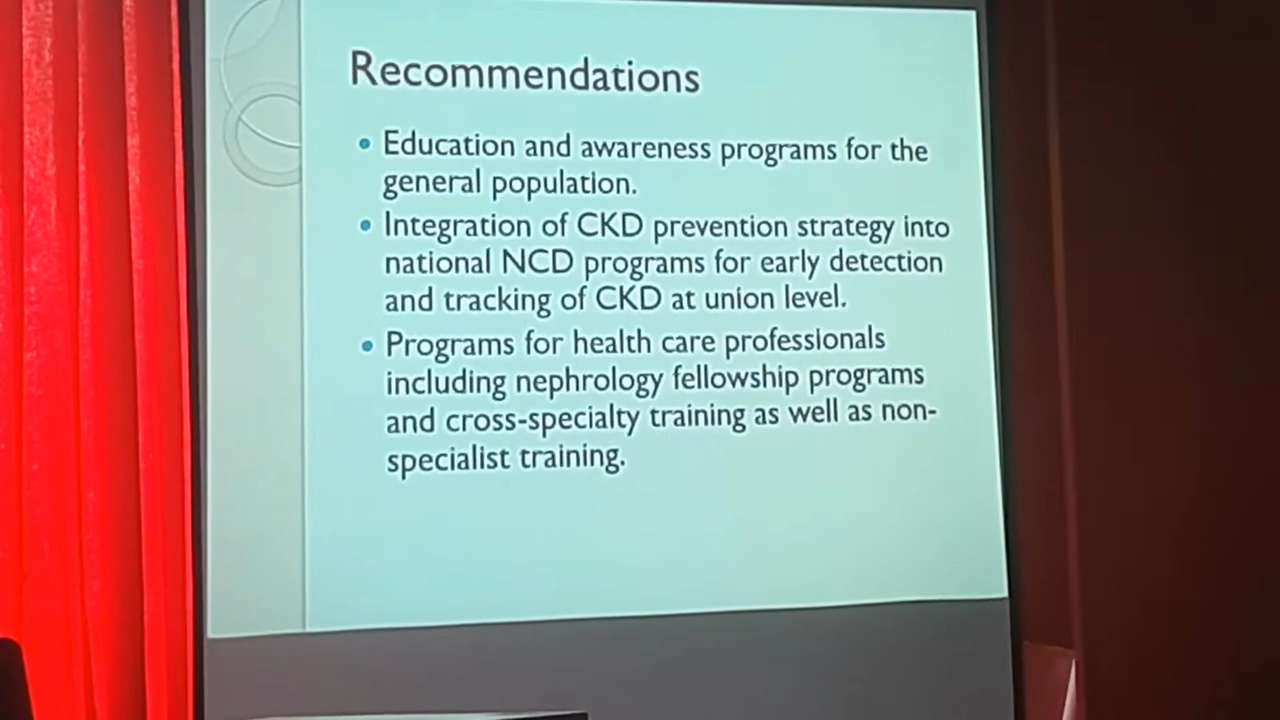 Recommendations
• Education and awareness programs for the
general population.
• Integration of CKD prevention strategy into
national NCD programs for early detection
and tracking of CKD at union level.
• Programs for health care professionals
including nephrology fellowship programs
and cross-specialty training as well as non-
specialist training.